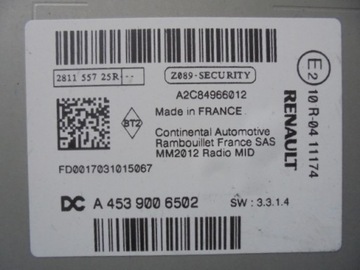 2811 557 25R---
Z089-SECURITY
A2C84966012
Made in FRANCE
BT2
Continental Automotive
Rambouillet France SAS
MM2012 Radio MID
FD0017031015067
DC A 453 900 6502
SW : 3.3.1.4
E2 10 R-04 11174
RENAULT